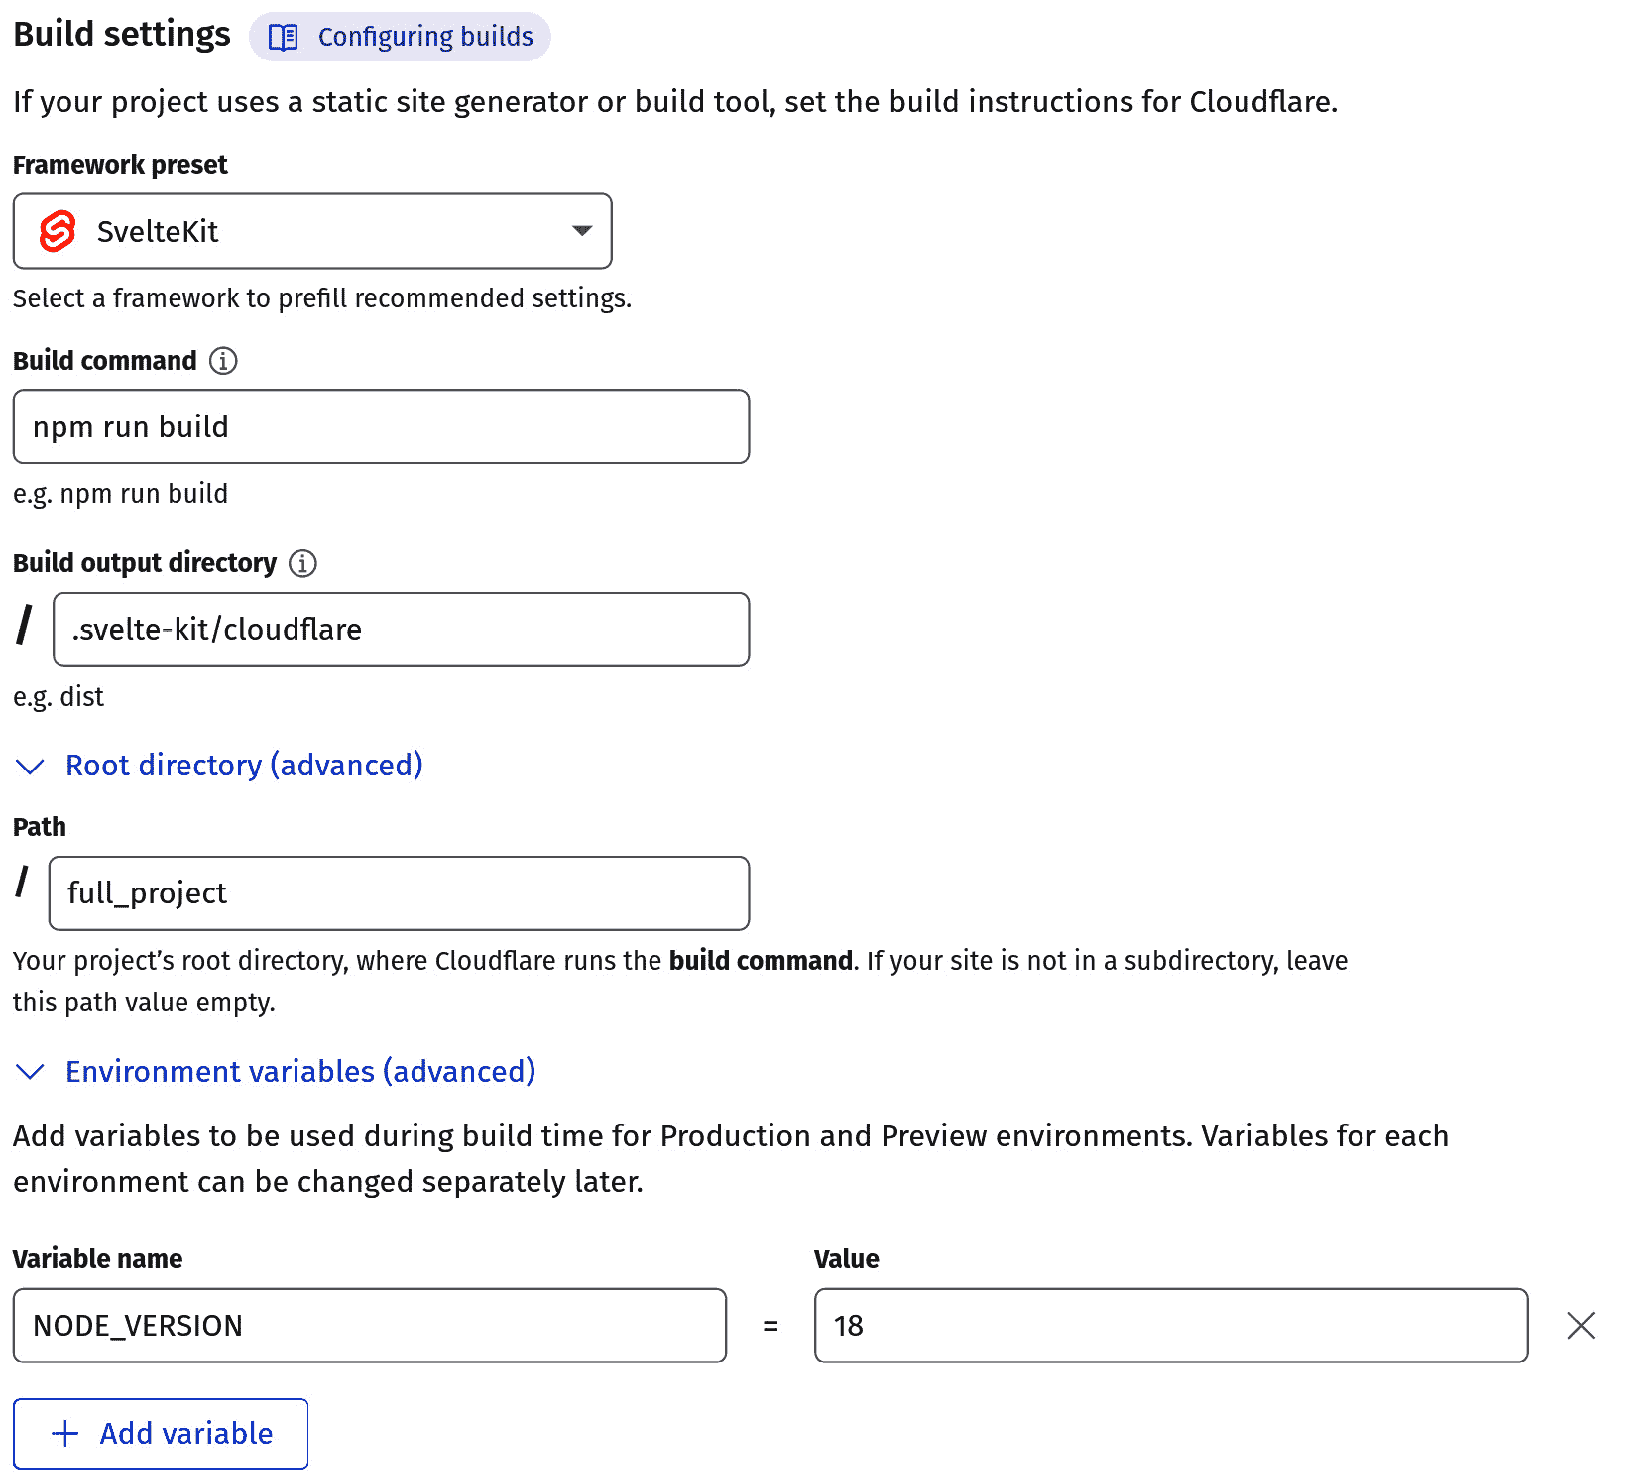 Build settings Configuring builds
If your project uses a static site generator or build tool, set the build instructions for Cloudflare.
Framework preset
SvelteKit
Select a framework to prefill recommended settings.
Build command
npm run build
e.g. npm run build
Build output directory
/ .svelte-kit/cloudflare
e.g. dist
Root directory (advanced)
Path
/ full_project
Your project’s root directory, where Cloudflare runs the build command. If your site is not in a subdirectory, leave
this path value empty.
Environment variables (advanced)
Add variables to be used during build time for Production and Preview environments. Variables for each
environment can be changed separately later.
Variable name Value
NODE_VERSION = 18
+ Add variable